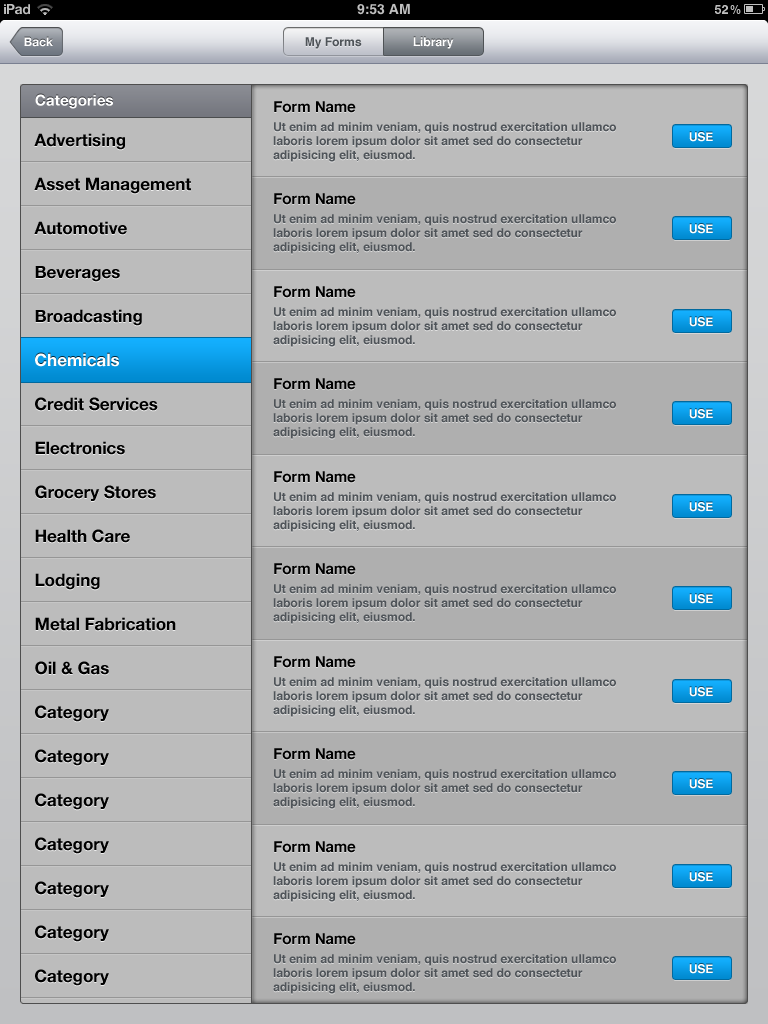 iPad 9:53 AM 52%
Back My Forms Library
Categories
Advertising
Asset Management
Automotive
Beverages
Broadcasting
Chemicals
Credit Services
Electronics
Grocery Stores
Health Care
Lodging
Metal Fabrication
Oil & Gas
Category
Category
Category
Category
Category
Category
Category
Form Name
Ut enim ad minim veniam, quis nostrud exercitation ullamco
laboris lorem ipsum dolor sit amet sed do consectetur
adipisicing elit, eiusmod.
USE
Form Name
Ut enim ad minim veniam, quis nostrud exercitation ullamco
laboris lorem ipsum dolor sit amet sed do consectetur
adipisicing elit, eiusmod.
USE
Form Name
Ut enim ad minim veniam, quis nostrud exercitation ullamco
laboris lorem ipsum dolor sit amet sed do consectetur
adipisicing elit, eiusmod.
USE
Form Name
Ut enim ad minim veniam, quis nostrud exercitation ullamco
laboris lorem ipsum dolor sit amet sed do consectetur
adipisicing elit, eiusmod.
USE
Form Name
Ut enim ad minim veniam, quis nostrud exercitation ullamco
laboris lorem ipsum dolor sit amet sed do consectetur
adipisicing elit, eiusmod.
USE
Form Name
Ut enim ad minim veniam, quis nostrud exercitation ullamco
laboris lorem ipsum dolor sit amet sed do consectetur
adipisicing elit, eiusmod.
USE
Form Name
Ut enim ad minim veniam, quis nostrud exercitation ullamco
laboris lorem ipsum dolor sit amet sed do consectetur
adipisicing elit, eiusmod.
USE
Form Name
Ut enim ad minim veniam, quis nostrud exercitation ullamco
laboris lorem ipsum dolor sit amet sed do consectetur
adipisicing elit, eiusmod.
USE
Form Name
Ut enim ad minim veniam, quis nostrud exercitation ullamco
laboris lorem ipsum dolor sit amet sed do consectetur
adipisicing elit, eiusmod.
USE
Form Name
Ut enim ad minim veniam, quis nostrud exercitation ullamco
laboris lorem ipsum dolor sit amet sed do consectetur
adipisicing elit, eiusmod.
USE